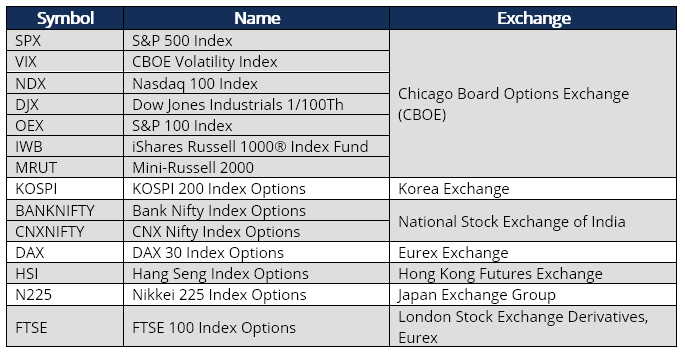 Symbol Name Exchange
SPX S&P 500 Index
VIX CBOE Volatility Index
NDX Nasdaq 100 Index
DJX Dow Jones Industrials 1/100Th
OEX S&P 100 Index
IWB iShares Russell 1000® Index Fund
MRUT Mini-Russell 2000
Chicago Board Options Exchange
(CBOE)
KOSPI KOSPI 200 Index Options Korea Exchange
BANKNIFTY Bank Nifty Index Options
CNXNIFTY CNX Nifty Index Options
National Stock Exchange of India
DAX DAX 30 Index Options Eurex Exchange
HSI Hang Seng Index Options Hong Kong Futures Exchange
N225 Nikkei 225 Index Options Japan Exchange Group
FTSE FTSE 100 Index Options London Stock Exchange Derivatives,
Eurex